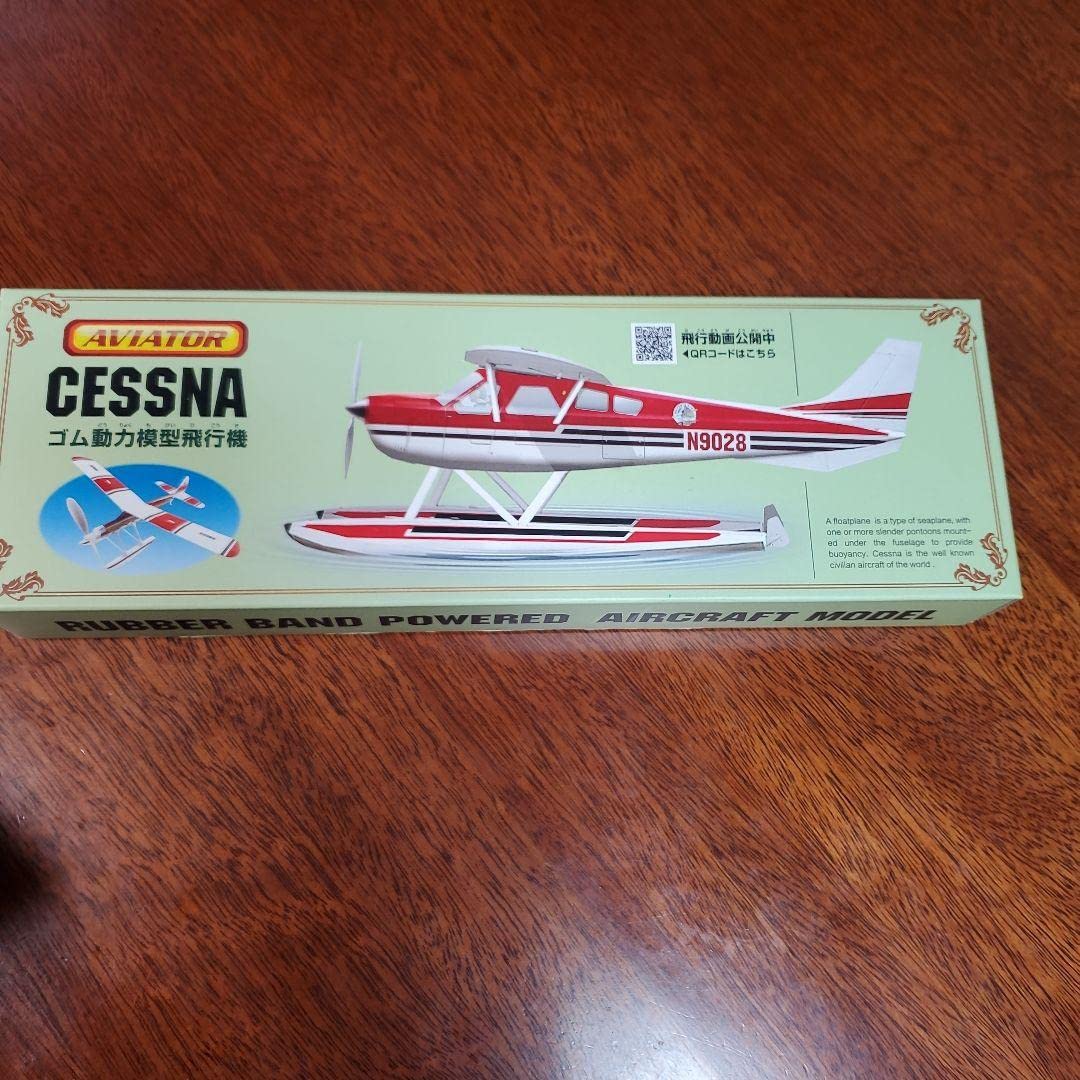 AVIATOR
CESSNA
ゴム動力模型飛行機
飛行動画公開中
◀QRコードはこちら
N9028
A floatplane is a type of seaplane, with
one or more slender pontoons mount-
ed under the fuselage to provide
buoyancy. Cessna is the well known
civilian aircraft of the world .
RUBBER BAND POWERED AIRCRAFT MODEL